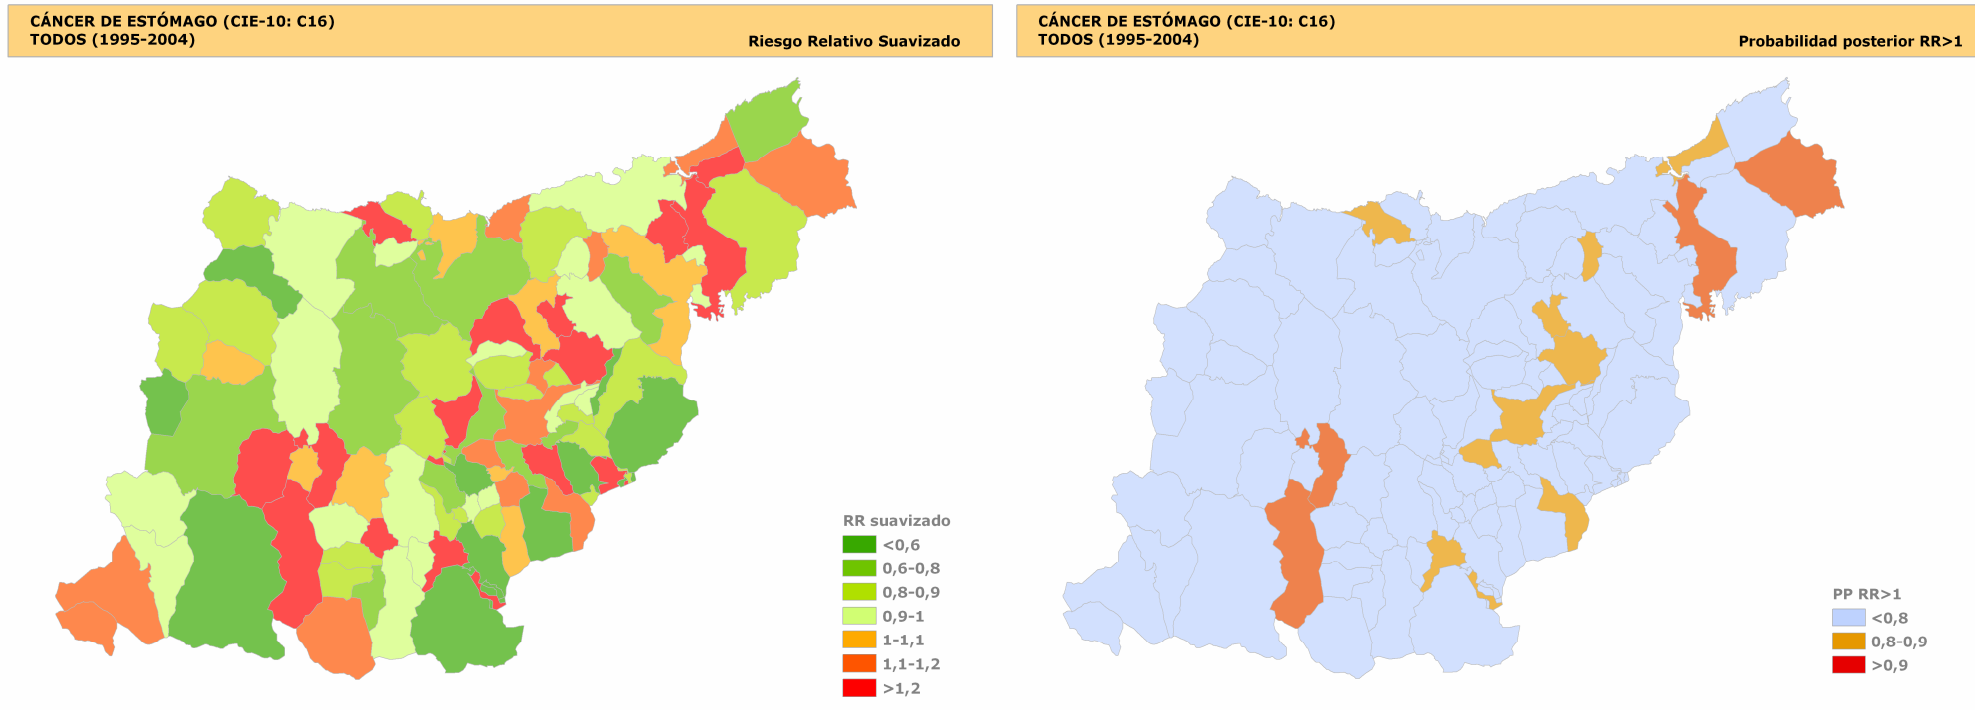 CÁNCER DE ESTÓMAGO (CIE-10: C16)
TODOS (1995-2004)
Riesgo Relativo Suavizado
RR suavizado
<0,6
0,6-0,8
0,8-0,9
0,9-1
1-1,1
1,1-1,2
>1,2
CÁNCER DE ESTÓMAGO (CIE-10: C16)
TODOS (1995-2004)
Probabilidad posterior RR>1
PP RR>1
<0,8
0,8-0,9
>0,9